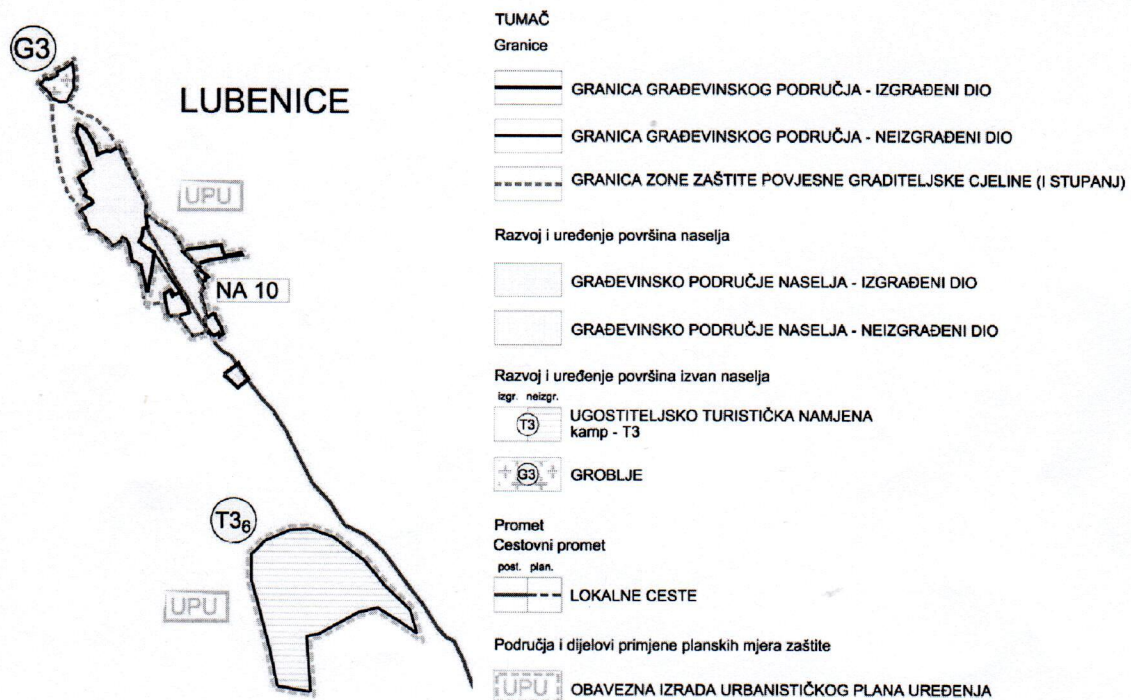 G3
LUBENICE
UPU
NA 10
T3₆
UPU
TUMAČ
Granice
GRANICA GRAĐEVINSKOG PODRUČJA - IZGRAĐENI DIO
GRANICA GRAĐEVINSKOG PODRUČJA - NEIZGRAĐENI DIO
GRANICA ZONE ZAŠTITE POVJESNE GRADITELJSKE CJELINE (I STUPANJ)
Razvoj i uređenje površina naselja
GRAĐEVINSKO PODRUČJE NASELJA - IZGRAĐENI DIO
GRAĐEVINSKO PODRUČJE NASELJA - NEIZGRAĐENI DIO
Razvoj i uređenje površina izvan naselja
izgr. neizgr.
T3 UGOSTITELJSKO TURISTIČKA NAMJENA
kamp - T3
G3 GROBLJE
Promet
Cestovni promet
post. plan.
LOKALNE CESTE
Područja i dijelovi primjene planskih mjera zaštite
UPU OBAVEZNA IZRADA URBANISTIČKOG PLANA UREĐENJA